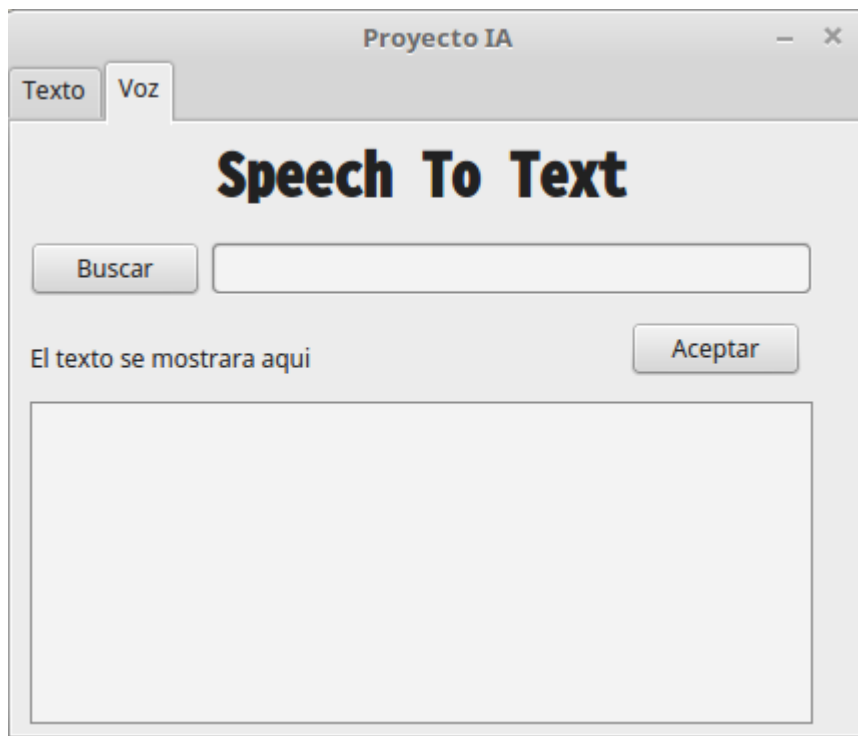 Proyecto IA
Texto Voz
Speech To Text
Buscar
El texto se mostrara aqui
Aceptar